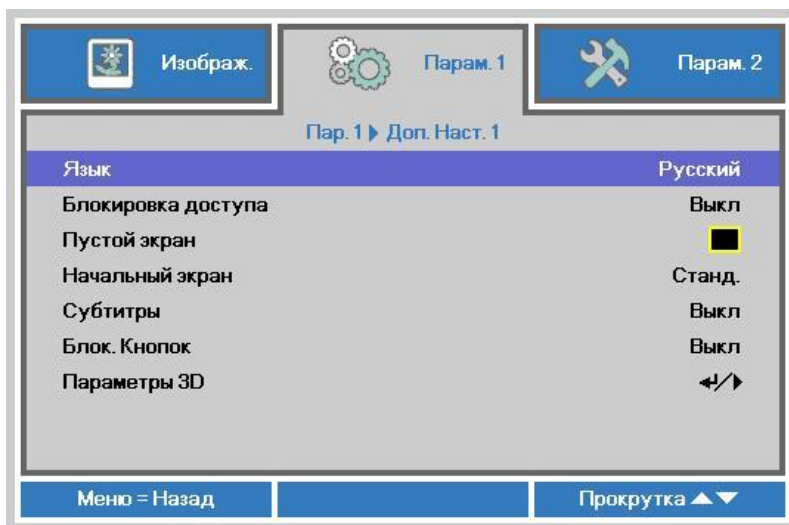 Изображ. Парам. 1 Парам. 2
Пар. 1 Доп. Наст. 1
Язык Русский
Блокировка доступа Выкл
Пустой экран
Начальный экран Станд.
Субтитры Выкл
Блок. Кнопок Выкл
Параметры 3D
Меню = Назад Прокрутка